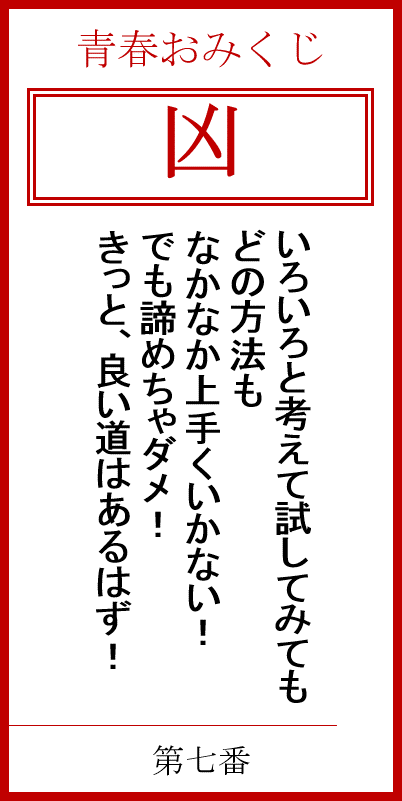 青春おみくじ
凶
いろいろと考えて試してみても
どの方法も
なかなか上手くいかない！
でも諦めちゃダメ！
きっと、良い道はあるはず！
第七番